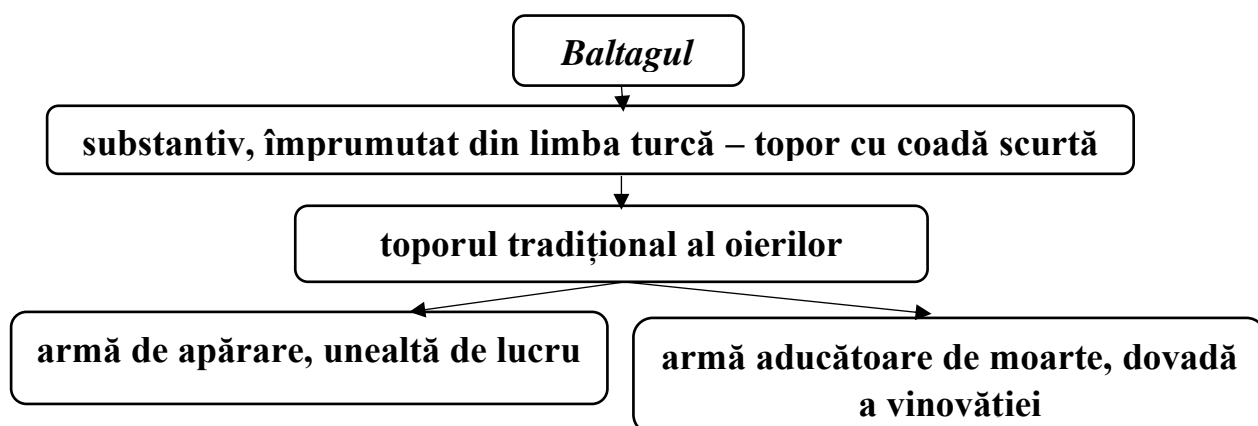 Baltagul
substantiv, împrumutat din limba turcă – topor cu coadă scurtă
toporul tradițional al oierilor
armă de apărare, unealtă de lucru
armă aducătoare de moarte, dovadă
a vinovăției